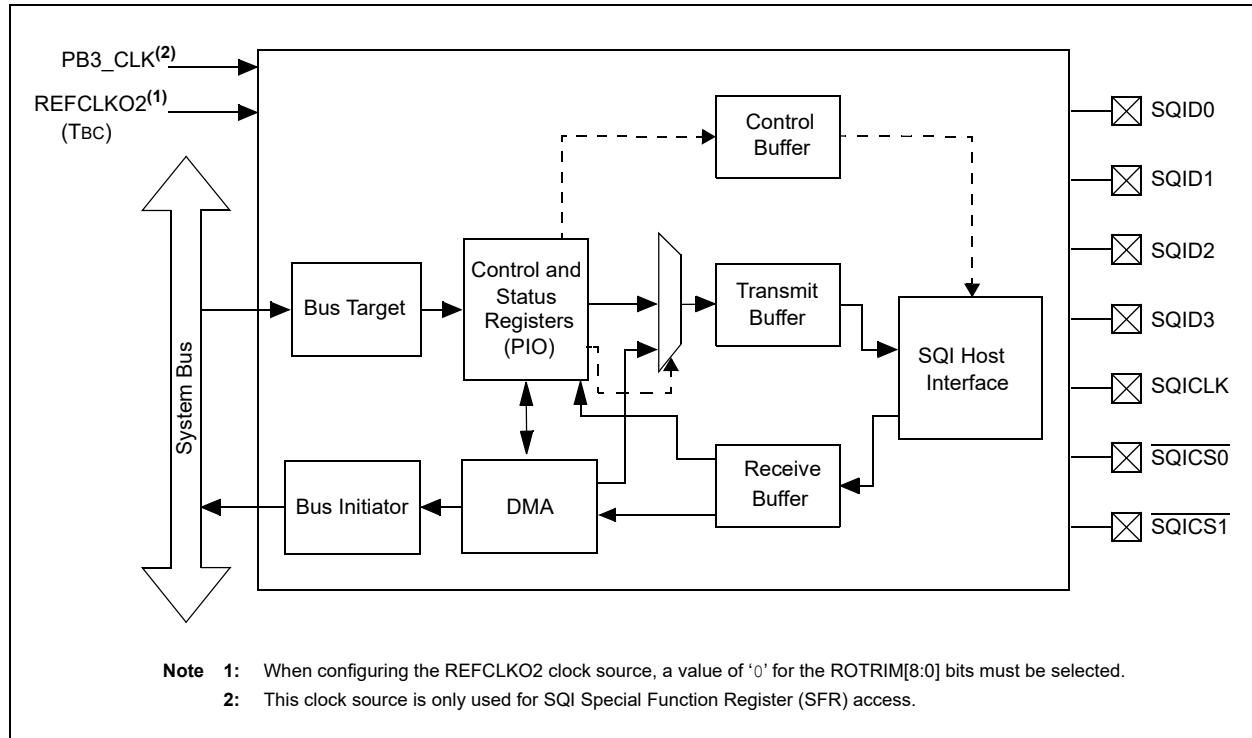 PB3_CLK(2)
REFCLKO2(1)
(TBC)
System Bus
Bus Target
Control and
Status
Registers
(PIO)
Control
Buffer
Transmit
Buffer
SQI Host
Interface
Bus Initiator
DMA
Receive
Buffer
SQID0
SQID1
SQID2
SQID3
SQICLK
SQICS0
SQICS1
Note 1: When configuring the REFCLKO2 clock source, a value of ‘0’ for the ROTRIM[8:0] bits must be selected.
2: This clock source is only used for SQI Special Function Register (SFR) access.